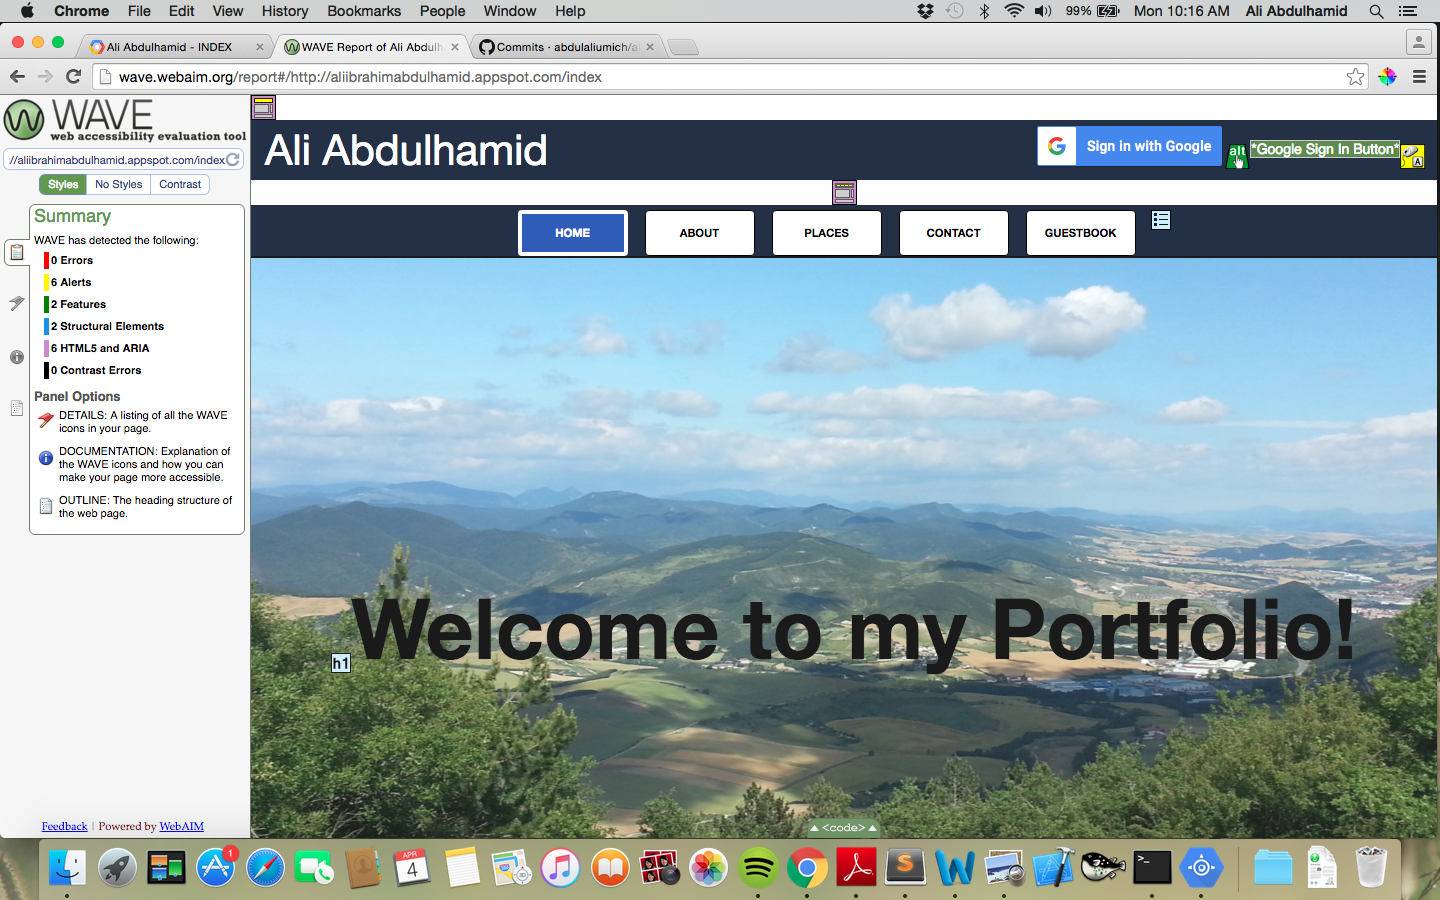 Chrome File Edit View History Bookmarks People Window Help 99% Mon 10:16 AM Ali Abdulhamid
Ali Abdulhamid - INDEX
WAVE Report of Ali Abdulh
Commits · abdulaliumich/a
wave.webaim.org/report#/http://aliibrahimabdulhamid.appspot.com/index
WAVE
web accessibility evaluation tool
//aliibrahimabdulhamid.appspot.com/index
Styles No Styles Contrast
Summary
WAVE has detected the following:
0 Errors
6 Alerts
2 Features
2 Structural Elements
6 HTML5 and ARIA
0 Contrast Errors
Panel Options
DETAILS: A listing of all the WAVE
icons in your page.
DOCUMENTATION: Explanation of
the WAVE icons and how you can
make your page more accessible.
OUTLINE: The heading structure of
the web page.
Feedback | Powered by WebAIM
Ali Abdulhamid
Sign in with Google
alt *Google Sign In Button* A
HOME ABOUT PLACES CONTACT GUESTBOOK
h1 Welcome to my Portfolio!
<code>
1
APR
4
3D